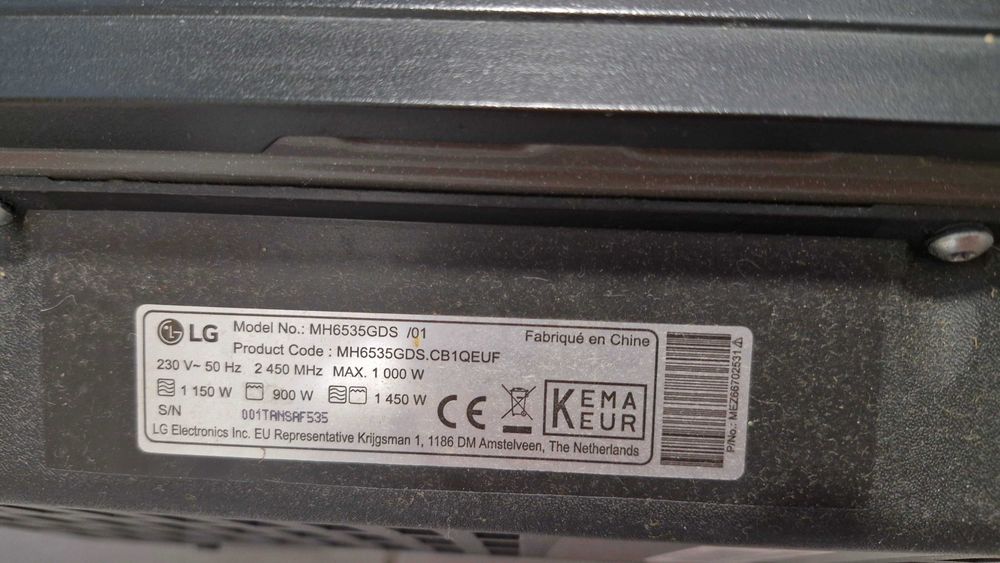 LG
Model No.: MH6535GDS /01
Fabriqué en Chine
Product Code : MH6535GDS.CB1QEUF
230 V~ 50 Hz 2 450 MHz MAX. 1 000 W
1 150 W 900 W 1 450 W
S/N 001TANSAF535
CE
KEMA
KEUR
LG Electronics Inc. EU Representative Krijgsman 1, 1186 DM Amstelveen, The Netherlands
P/No.: MEZ66702531